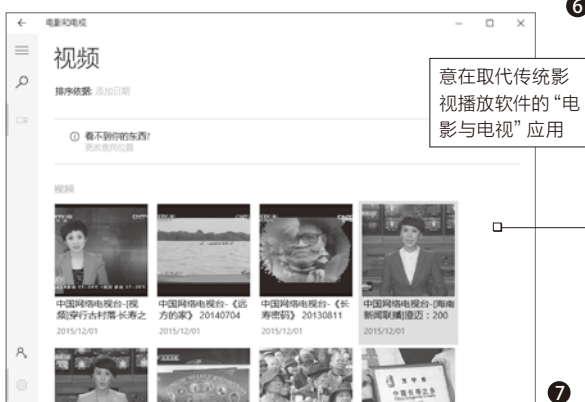 电影和电视
视频
排序依据: 添加日期
看不到你的东西?
更改查找位置
视频
中国网络电视台-[视
频]穿行古村落-长寿之
2015/12/01
中国网络电视台-《远
方的家》 20140704
2015/12/01
中国网络电视台-《长
寿密码》 20130811
2015/12/01
中国网络电视台-[海南
新闻联播]澄迈：200
2015/12/01
意在取代传统影
视播放软件的“电
影与电视”应用
❻
❼